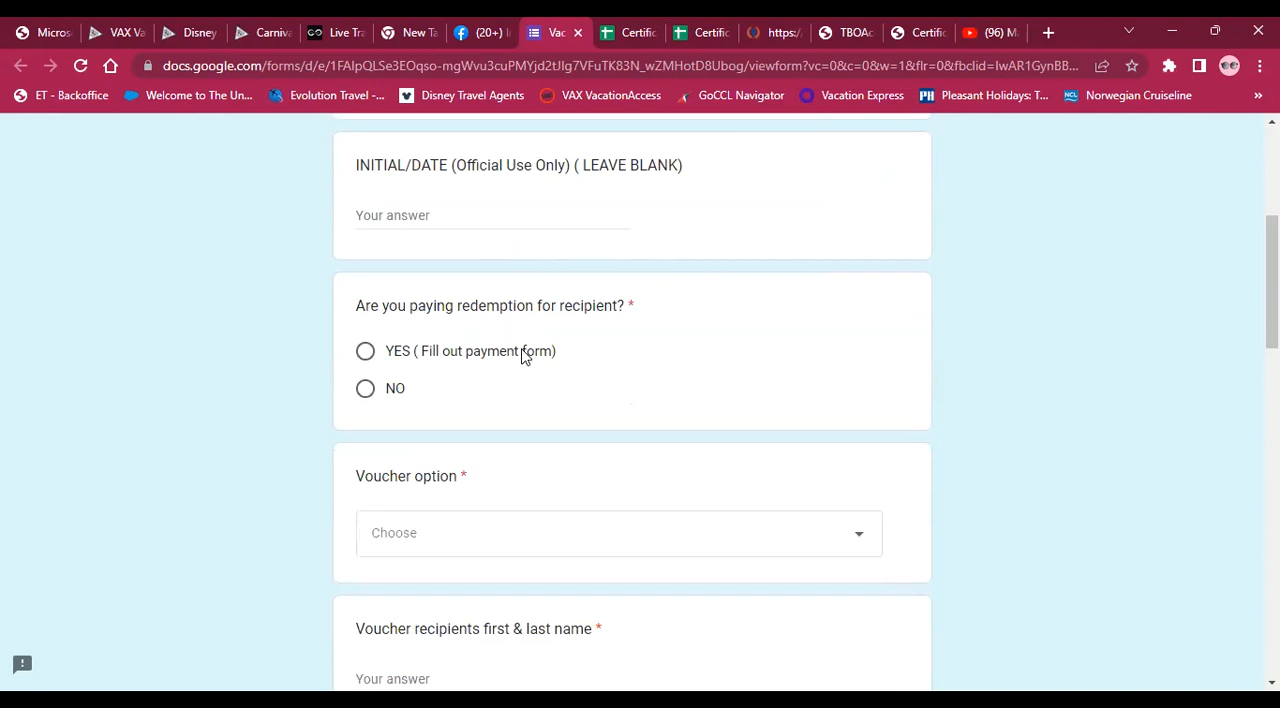 Micros
VAX Va
Disney
Carniva
Live Tra
New Ta
(20+) I
Vac
Certific
Certific
https:/
TBOAc
Certific
(96) M
docs.google.com/forms/d/e/1FAIpQLSe3EOqso-mgWvu3cuPMYjd2tJIg7VFuTK83N_wZMHotD8Ubog/viewform?vc=0&c=0&w=1&flr=0&fbclid=IwAR1GynBB...
ET - Backoffice
Welcome to The Un...
Evolution Travel -...
Disney Travel Agents
VAX VacationAccess
GoCCL Navigator
Vacation Express
Pleasant Holidays: T...
Norwegian Cruiseline
»
INITIAL/DATE (Official Use Only) ( LEAVE BLANK)
Your answer
Are you paying redemption for recipient? *
YES ( Fill out payment form)
NO
Voucher option *
Choose
Voucher recipients first & last name *
Your answer